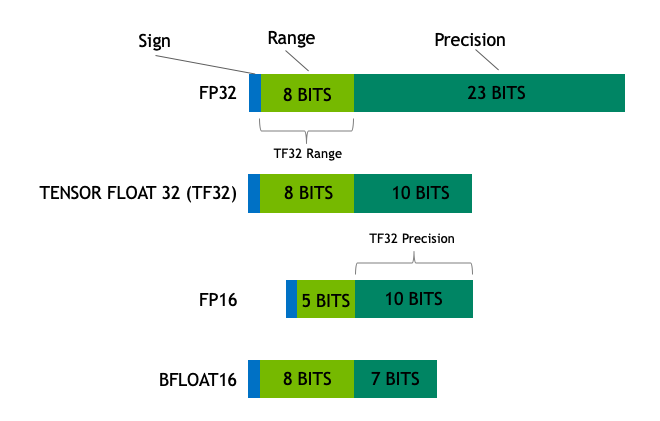 Sign
Range
Precision
FP32
8 BITS
23 BITS
TF32 Range
TENSOR FLOAT 32 (TF32)
8 BITS
10 BITS
TF32 Precision
FP16
5 BITS
10 BITS
BFLOAT16
8 BITS
7 BITS